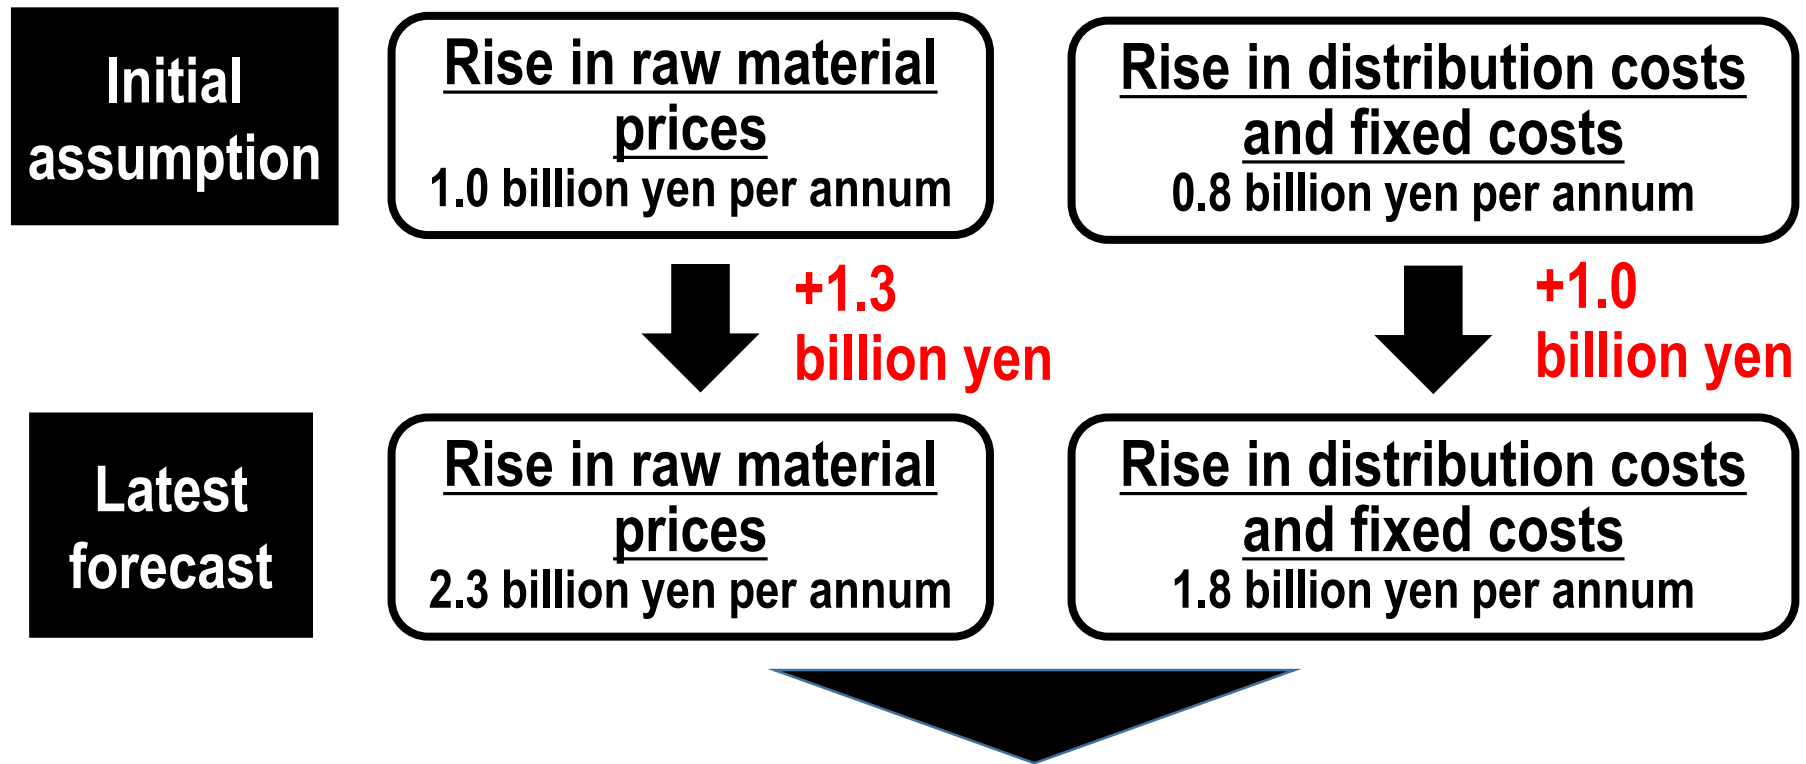 Initial
assumption
Rise in raw material
prices
1.0 billion yen per annum
Rise in distribution costs
and fixed costs
0.8 billion yen per annum
+1.3
billion yen
+1.0
billion yen
Latest
forecast
Rise in raw material
prices
2.3 billion yen per annum
Rise in distribution costs
and fixed costs
1.8 billion yen per annum